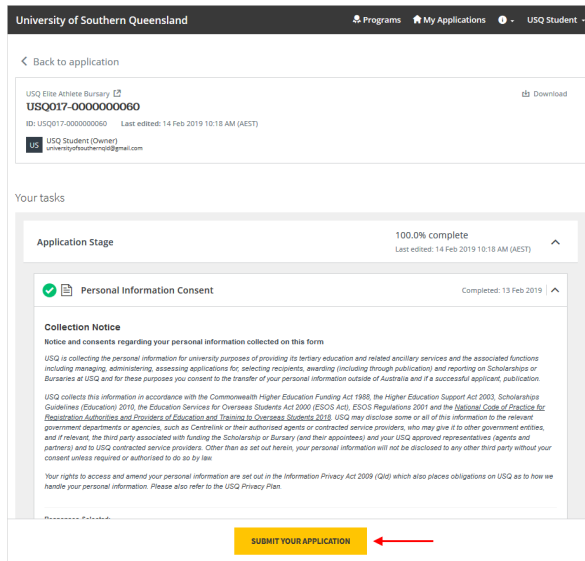 University of Southern Queensland
Programs My Applications USQ Student
Back to application
USQ Elite Athlete Bursary
Download
USQ017-0000000060
ID: USQ017-0000000060 Last edited: 14 Feb 2019 10:18 AM (AEST)
US
USQ Student (Owner)
universityofsouthernqld@gmail.com
Your tasks
Application Stage
100.0% complete
Last edited: 14 Feb 2019 10:18 AM (AEST)
Personal Information Consent
Completed: 13 Feb 2019
Collection Notice
Notice and consents regarding your personal information collected on this form
USQ is collecting the personal information for university purposes of providing its tertiary education and related ancillary services and the associated functions
including managing, administering, assessing applications for, selecting recipients, awarding (including through publication) and reporting on Scholarships or
Bursaries at USQ and for these purposes you consent to the transfer of your personal information outside of Australia and if a successful applicant, publication.
USQ collects this information in accordance with the Commonwealth Higher Education Funding Act 1988, the Higher Education Support Act 2003, Scholarships
Guidelines (Education) 2010, the Education Services for Overseas Students Act 2000 (ESOS Act), ESOS Regulations 2001 and the National Code of Practice for
Registration Authorities and Providers of Education and Training to Overseas Students 2018. USQ may disclose some or all of this information to the relevant
government departments or agencies, such as Centrelink or their authorised agents or contracted service providers, who may give it to other government entities,
and if relevant, the third party associated with funding the Scholarship or Bursary (and their appointees) and your USQ approved representatives (agents and
partners) and to USQ contracted service providers. Other than as set out herein, your personal information will not be disclosed to any other third party without your
consent unless required or authorised to do so by law.
Your rights to access and amend your personal information are set out in the Information Privacy Act 2009 (Qld) which also places obligations on USQ as to how we
handle your personal information. Please also refer to the USQ Privacy Plan.
SUBMIT YOUR APPLICATION